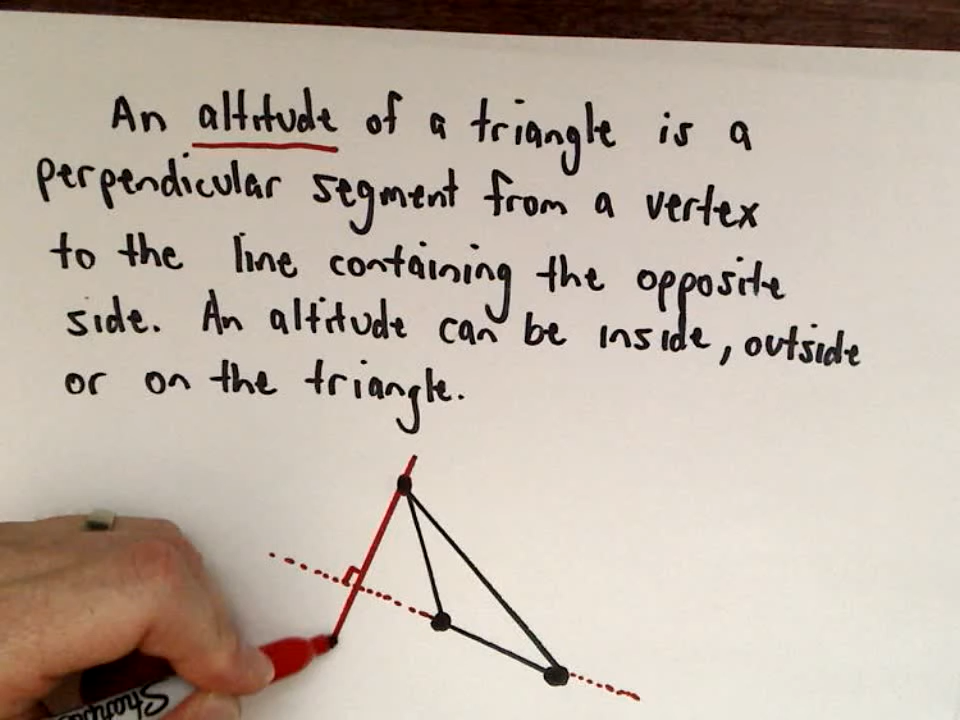 An altitude of a triangle is a
perpendicular segment from a vertex
to the line containing the opposite
side. An altitude can be inside, outside
or on the triangle.